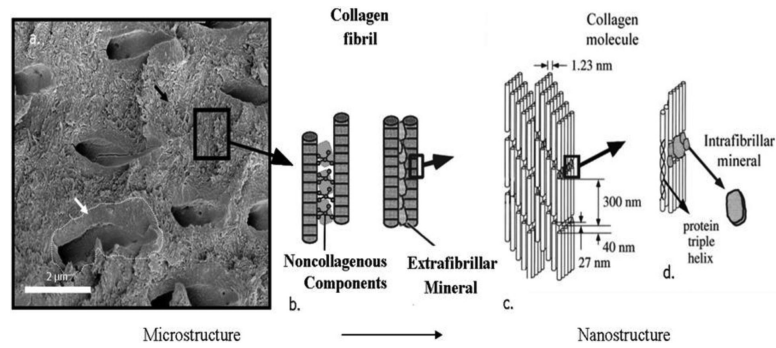 a.
2 µm
Collagen
fibril
Noncollagenous
Components
Extrafibrillar
Mineral
b.
Collagen
molecule
1.23 nm
300 nm
40 nm
27 nm
c.
Intrafibrillar
mineral
protein
triple
helix
d.
Microstructure
Nanostructure